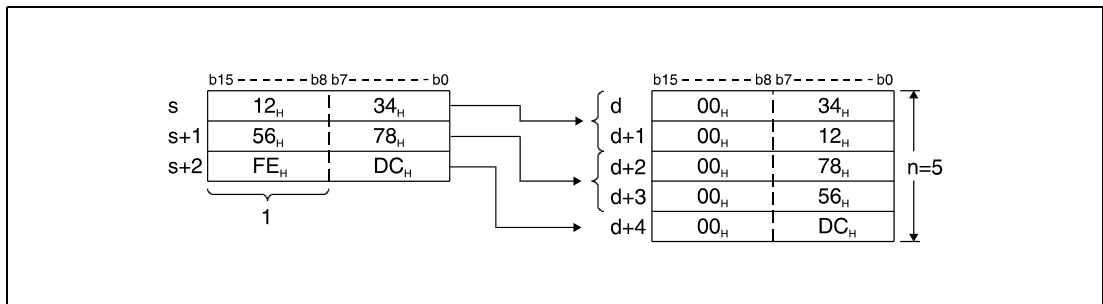 b15 ------ b8 b7 ------- b0 b15 ------ b8 b7 ------- b0
s 12H 34H d 00H 34H
s+1 56H 78H d+1 00H 12H
s+2 FEH DCH d+2 00H 78H n=5
1 d+3 00H 56H
d+4 00H DCH